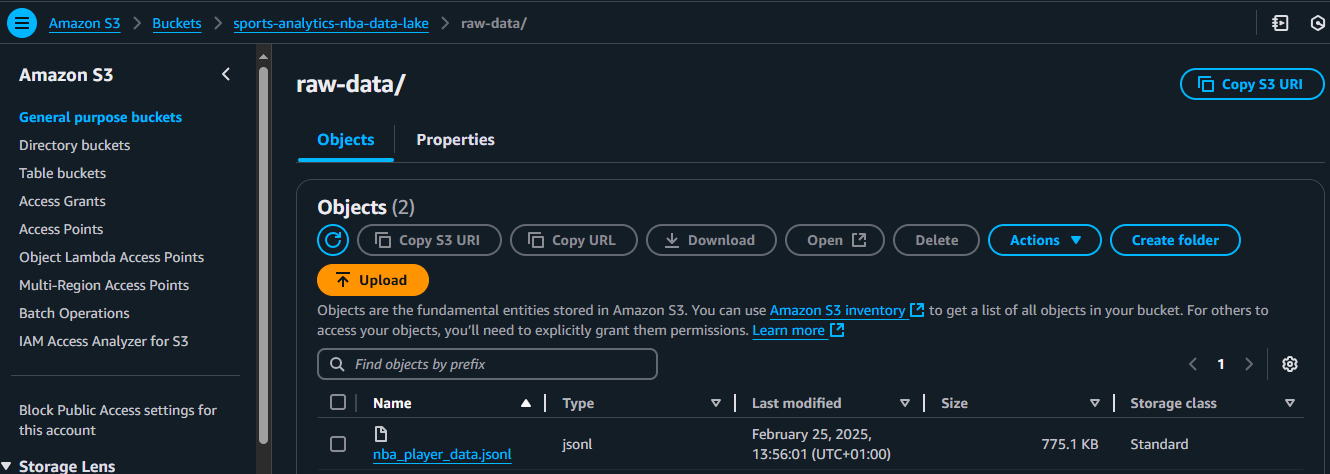 Amazon S3 > Buckets > sports-analytics-nba-data-lake > raw-data/
Amazon S3
General purpose buckets
Directory buckets
Table buckets
Access Grants
Access Points
Object Lambda Access Points
Multi-Region Access Points
Batch Operations
IAM Access Analyzer for S3
Block Public Access settings for
this account
Storage Lens
raw-data/
Copy S3 URI
Objects Properties
Objects (2)
Copy S3 URI Copy URL Download Open Delete Actions Create folder
Upload
Objects are the fundamental entities stored in Amazon S3. You can use Amazon S3 inventory to get a list of all objects in your bucket. For others to
access your objects, you'll need to explicitly grant them permissions. Learn more
Find objects by prefix
1
Name Type Last modified Size Storage class
nba_player_data.jsonl jsonl February 25, 2025, 13:56:01 (UTC+01:00) 775.1 KB Standard